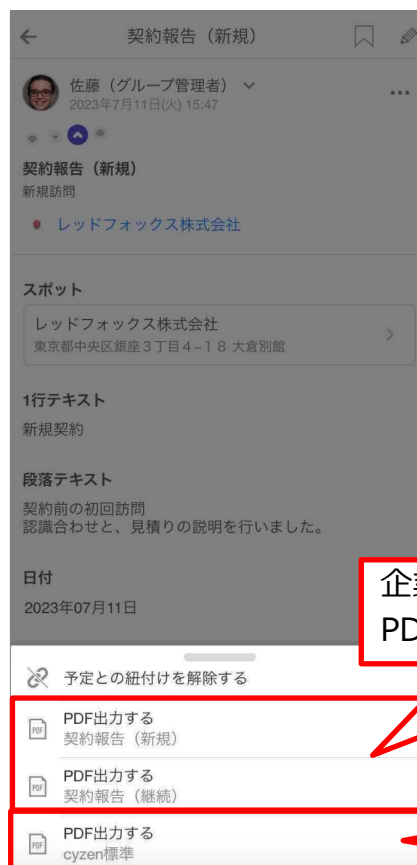 契約報告（新規）
佐藤（グループ管理者）
2023年7月11日(火) 15:47
契約報告（新規）
新規訪問
レッドフォックス株式会社
スポット
レッドフォックス株式会社
東京都中央区銀座３丁目４−１８ 大倉別館
1行テキスト
新規契約
段落テキスト
契約前の初回訪問
認識合わせと、見積りの説明を行いました。
日付
2023年07月11日
企
PD
予定との紐付けを解除する
PDF出力する
PDF
契約報告（新規）
PDF出力する
PDF
契約報告（継続）
PDF出力する
PDF
cyzen標準